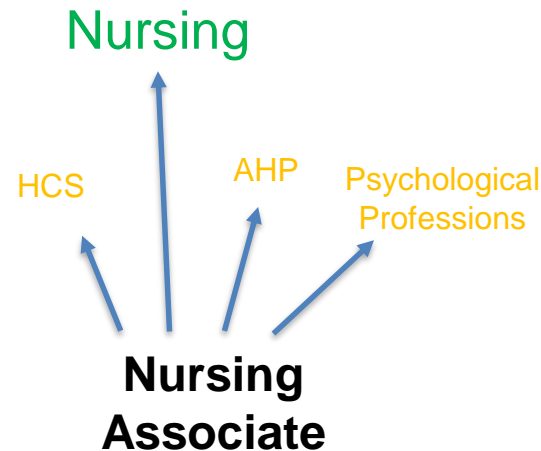 Nursing
HCS
AHP
Psychological
Professions
Nursing
Associate